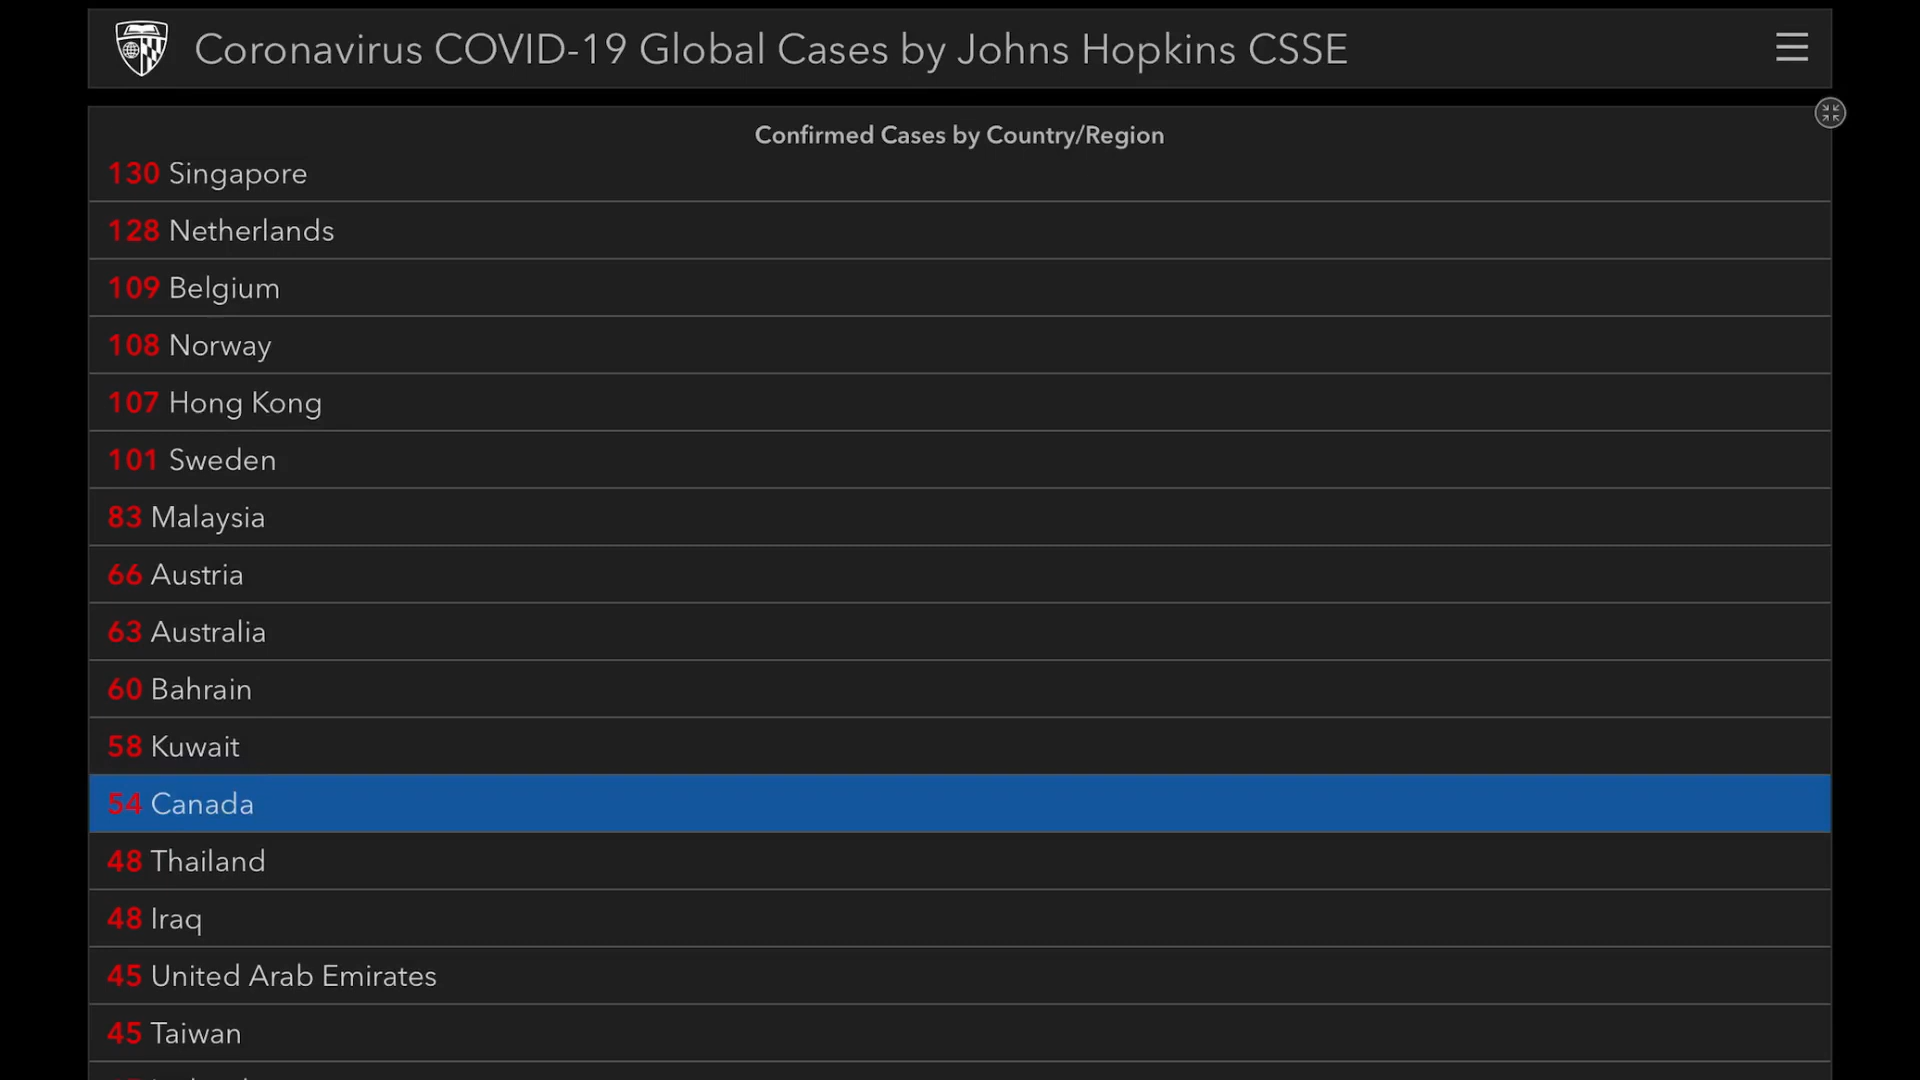 Coronavirus COVID-19 Global Cases by Johns Hopkins CSSE
Confirmed Cases by Country/Region
130 Singapore
128 Netherlands
109 Belgium
108 Norway
107 Hong Kong
101 Sweden
83 Malaysia
66 Austria
63 Australia
60 Bahrain
58 Kuwait
54 Canada
48 Thailand
48 Iraq
45 United Arab Emirates
45 Taiwan